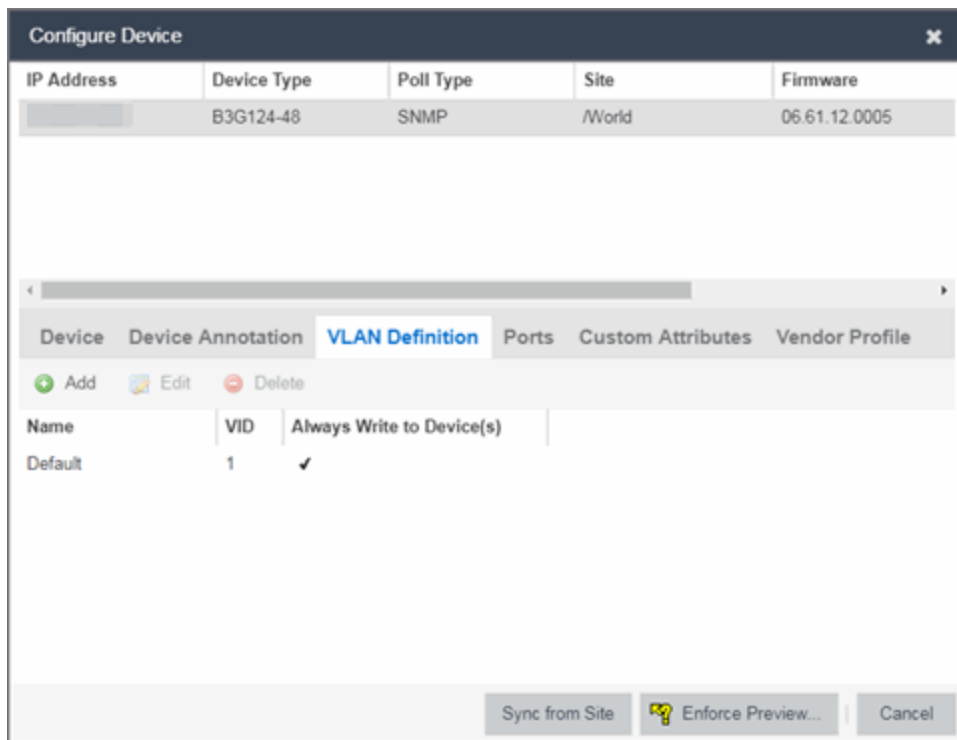 Configure Device
IP Address Device Type Poll Type Site Firmware
B3G124-48 SNMP /World 06.61.12.0005
Device Device Annotation VLAN Definition Ports Custom Attributes Vendor Profile
Add Edit Delete
Name VID Always Write to Device(s)
Default 1 ✔
Sync from Site Enforce Preview... Cancel